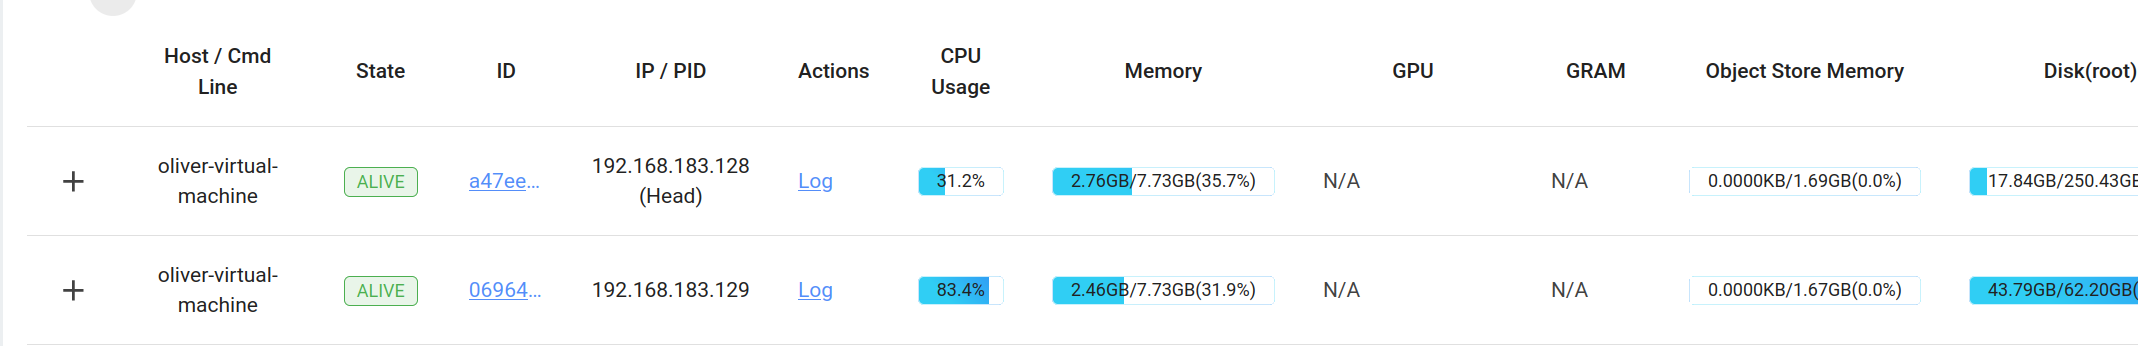 Host / Cmd Line
State
ID
IP / PID
Actions
CPU Usage
Memory
GPU
GRAM
Object Store Memory
Disk(root)
oliver-virtual-
machine
ALIVE
a47ee...
192.168.183.128
(Head)
Log
31.2%
2.76GB/7.73GB(35.7%)
N/A
N/A
0.0000KB/1.69GB(0.0%)
17.84GB/250.43GB
oliver-virtual-
machine
ALIVE
06964...
192.168.183.129
Log
83.4%
2.46GB/7.73GB(31.9%)
N/A
N/A
0.0000KB/1.67GB(0.0%)
43.79GB/62.20GB(